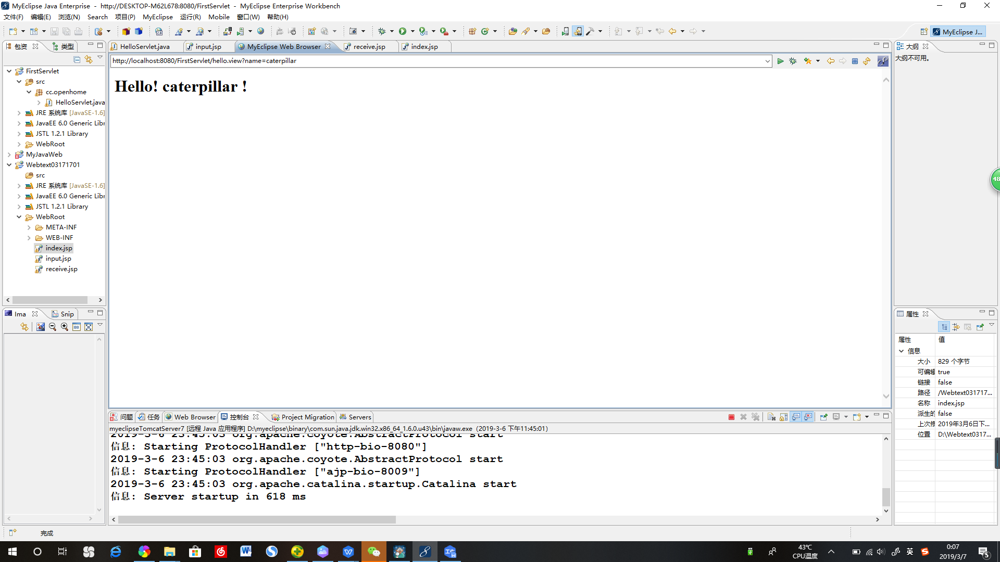 MyEclipse Java Enterprise - http://DESKTOP-M62L678:8080/FirstServlet - MyEclipse Enterprise Workbench
文件(F) 编辑(E) 浏览(N) Search 项目(P) MyEclipse 运行(R) Mobile 窗口(W) 帮助(H)
MyEclipse J...
包资 类型
HelloServlet.java input.jsp MyEclipse Web Browser receive.jsp index.jsp
大纲
http://localhost:8080/FirstServlet/hello.view?name=caterpillar
大纲不可用。
Hello! caterpillar !
FirstServlet
src
cc.openhome
HelloServlet.java
JRE 系统库 [JavaSE-1.6]
JavaEE 6.0 Generic Libr
JSTL 1.2.1 Library
WebRoot
MyJavaWeb
Webtext03171701
src
JRE 系统库 [JavaSE-1.6]
JavaEE 6.0 Generic Libr
JSTL 1.2.1 Library
WebRoot
META-INF
WEB-INF
index.jsp
input.jsp
receive.jsp
48
Ima Snip
100
属性
属性 值
信息
大小 829 个字节
可编辑 true
链接 false
路径 /Webtext031717...
名称 index.jsp
派生的 false
上次修 2019年3月6日下...
位置 D:\Webtext0317...
问题 任务 Web Browser 控制台 Project Migration Servers
myeclipseTomcatServer7 [远程 Java 应用程序] D:\myeclipse\binary\com.sun.java.jdk.win32.x86_64_1.6.0.u43\bin\javaw.exe (2019-3-6 下午11:45:01)
2019-3-6 23:45:03 org.apache.coyote.AbstractProtocol start
信息: Starting ProtocolHandler ["http-bio-8080"]
2019-3-6 23:45:03 org.apache.coyote.AbstractProtocol start
信息: Starting ProtocolHandler ["ajp-bio-8009"]
2019-3-6 23:45:03 org.apache.catalina.startup.Catalina start
信息: Server startup in 618 ms
完成
43℃
CPU温度
英
0:07
2019/3/7
5